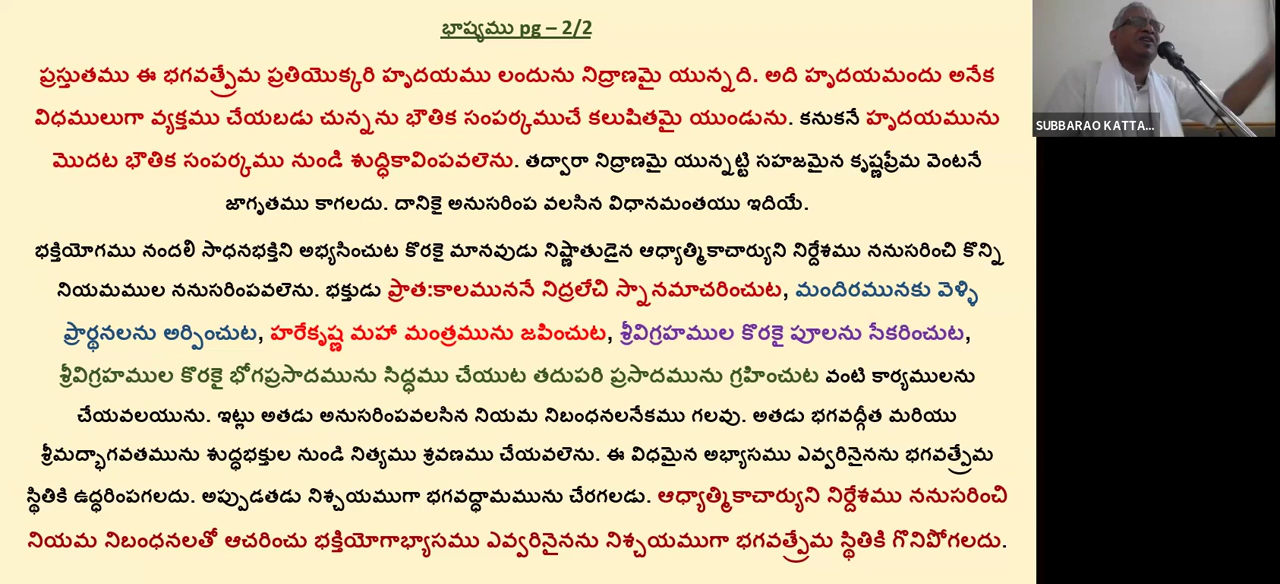 భాష్యము pg – 2/2
SUBBARAO KATTA...
ప్రస్తుతము ఈ భగవత్ప్రేమ ప్రతియొక్కరి హృదయము లందును నిద్రాణమై యున్నది. అది హృదయమందు అనేక
విధములుగా వ్యక్తము చేయబడు చున్నను భౌతిక సంపర్కముచే కలుషితమై యుండును. కనుకనే హృదయమును
మొదట భౌతిక సంపర్కము నుండి శుద్ధికావింపవలెను. తద్వారా నిద్రాణమై యున్నట్టి సహజమైన కృష్ణప్రేమ వెంటనే
జాగృతము కాగలదు. దానికై అనుసరింప వలసిన విధానమంతయు ఇదియే.
భక్తియోగము నందలి సాధనభక్తిని అభ్యసించుట కొరకై మానవుడు నిష్ణాతుడైన ఆధ్యాత్మికాచార్యుని నిర్దేశము ననుసరించి కొన్ని
నియమముల ననుసరింపవలెను. భక్తుడు ప్రాత:కాలముననే నిద్రలేచి స్నానమాచరించుట, మందిరమునకు వెళ్ళి
ప్రార్థనలను అర్పించుట, హరేకృష్ణ మహా మంత్రమును జపించుట, శ్రీవిగ్రహముల కొరకై పూలను సేకరించుట,
శ్రీవిగ్రహముల కొరకై భోగప్రసాదమును సిద్ధము చేయుట తదుపరి ప్రసాదమును గ్రహించుట వంటి కార్యములను
చేయవలయును. ఇట్లు అతడు అనుసరింపవలసిన నియమ నిబంధనలనేకము గలవు. అతడు భగవద్గీత మరియు
శ్రీమద్భాగవతమును శుద్ధభక్తుల నుండి నిత్యము శ్రవణము చేయవలెను. ఈ విధమైన అభ్యాసము ఎవ్వరినైనను భగవత్ప్రేమ
స్థితికి ఉద్ధరింపగలదు. అప్పుడతడు నిశ్చయముగా భగవద్ధామమును చేరగలడు. ఆధ్యాత్మికాచార్యుని నిర్దేశము ననుసరించి
నియమ నిబంధనలతో ఆచరించు భక్తియోగాభ్యాసము ఎవ్వరినైనను నిశ్చయముగా భగవత్ప్రేమ స్థితికి గొనిపోగలదు.